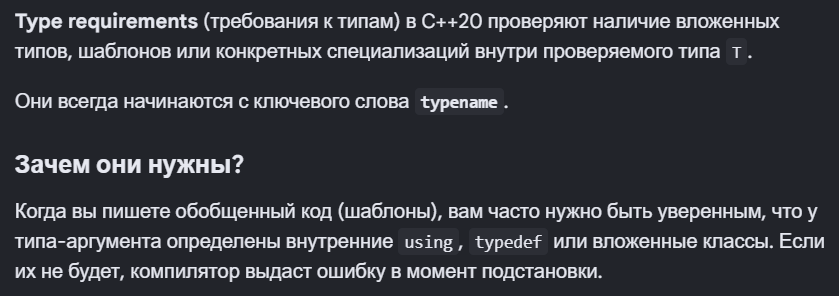 Type requirements (требования к типам) в C++20 проверяют наличие вложенных
типов, шаблонов или конкретных специализаций внутри проверяемого типа T.
Они всегда начинаются с ключевого слова typename.
Зачем они нужны?
Когда вы пишете обобщенный код (шаблоны), вам часто нужно быть уверенным, что у
типа-аргумента определены внутренние using, typedef или вложенные классы. Если
их не будет, компилятор выдаст ошибку в момент подстановки.